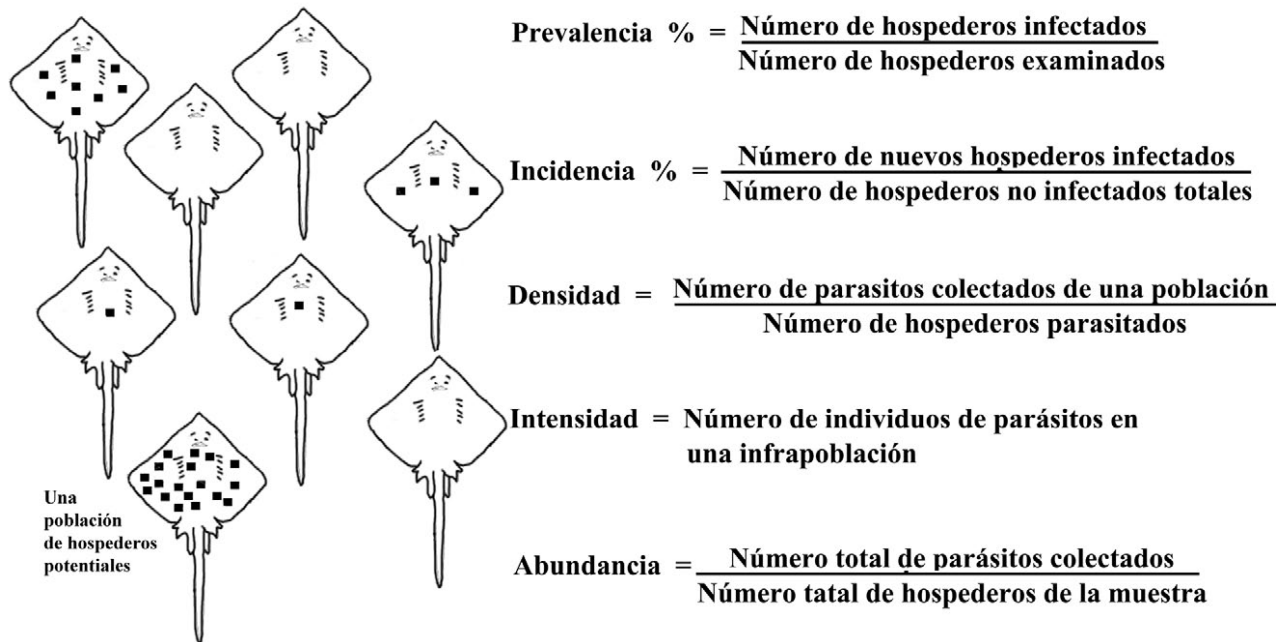 Prevalencia % = Número de hospederos infectados
Número de hospederos examinados
Incidencia % = Número de nuevos hospederos infectados
Número de hospederos no infectados totales
Densidad = Número de parasitos colectados de una población
Número de hospederos parasitados
Intensidad = Número de individuos de parásitos en
una infrapoblación
Una
población
de hospederos
potentiales
Abundancia = Número total de parásitos colectados
Número tatal de hospederos de la muestra